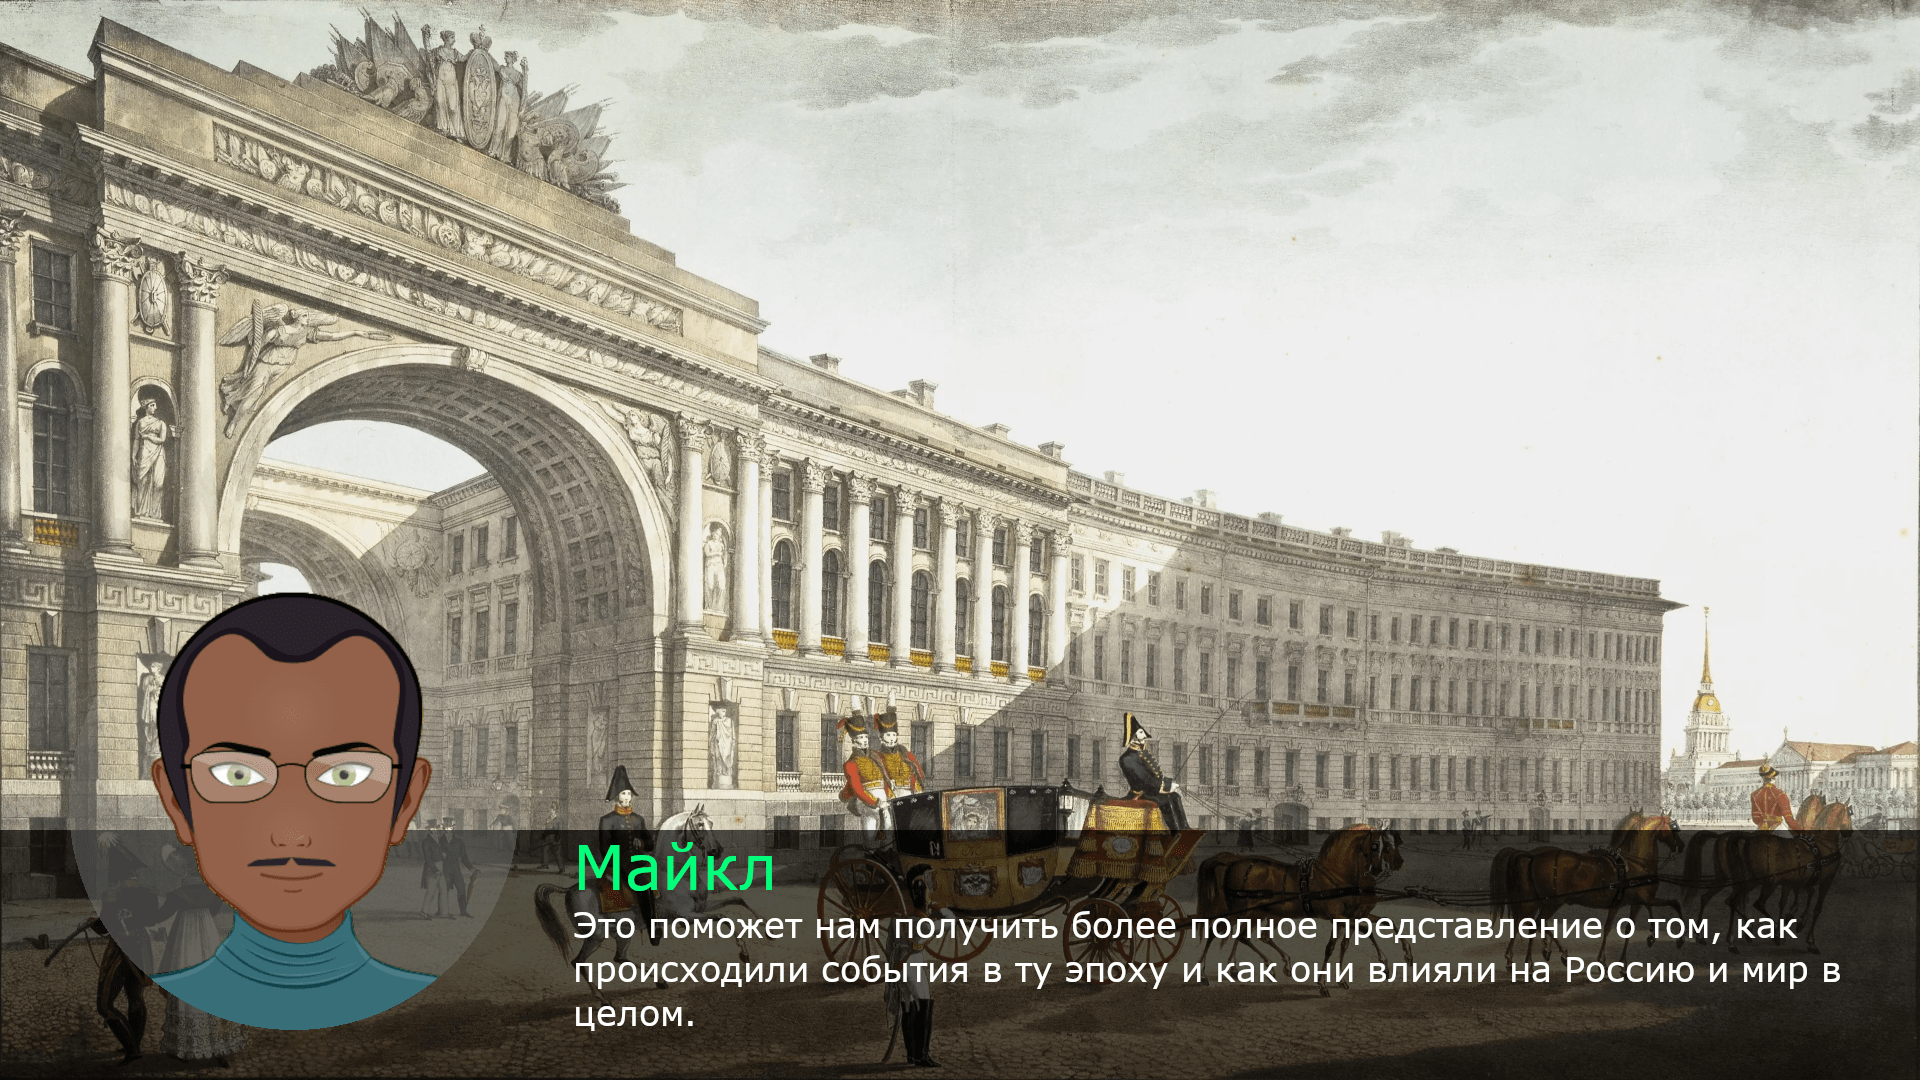 Майкл
Это поможет нам получить более полное представление о том, как
происходили события в ту эпоху и как они влияли на Россию и мир в
целом.